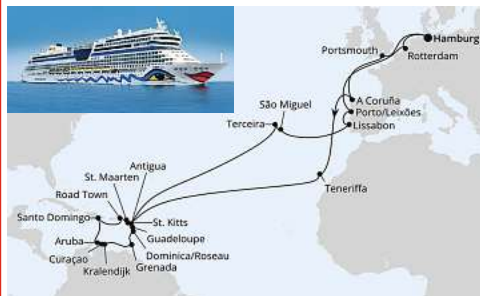 Hamburg
Portsmouth
Rotterdam
A Coruña
Porto/Leixões
São Miguel
Terceira
Lissabon
Antigua
St. Maarten
Teneriffa
Road Town
Santo Domingo
St. Kitts
Guadeloupe
Aruba
Dominica/Roseau
Curaçao
Grenada
Kralendijk